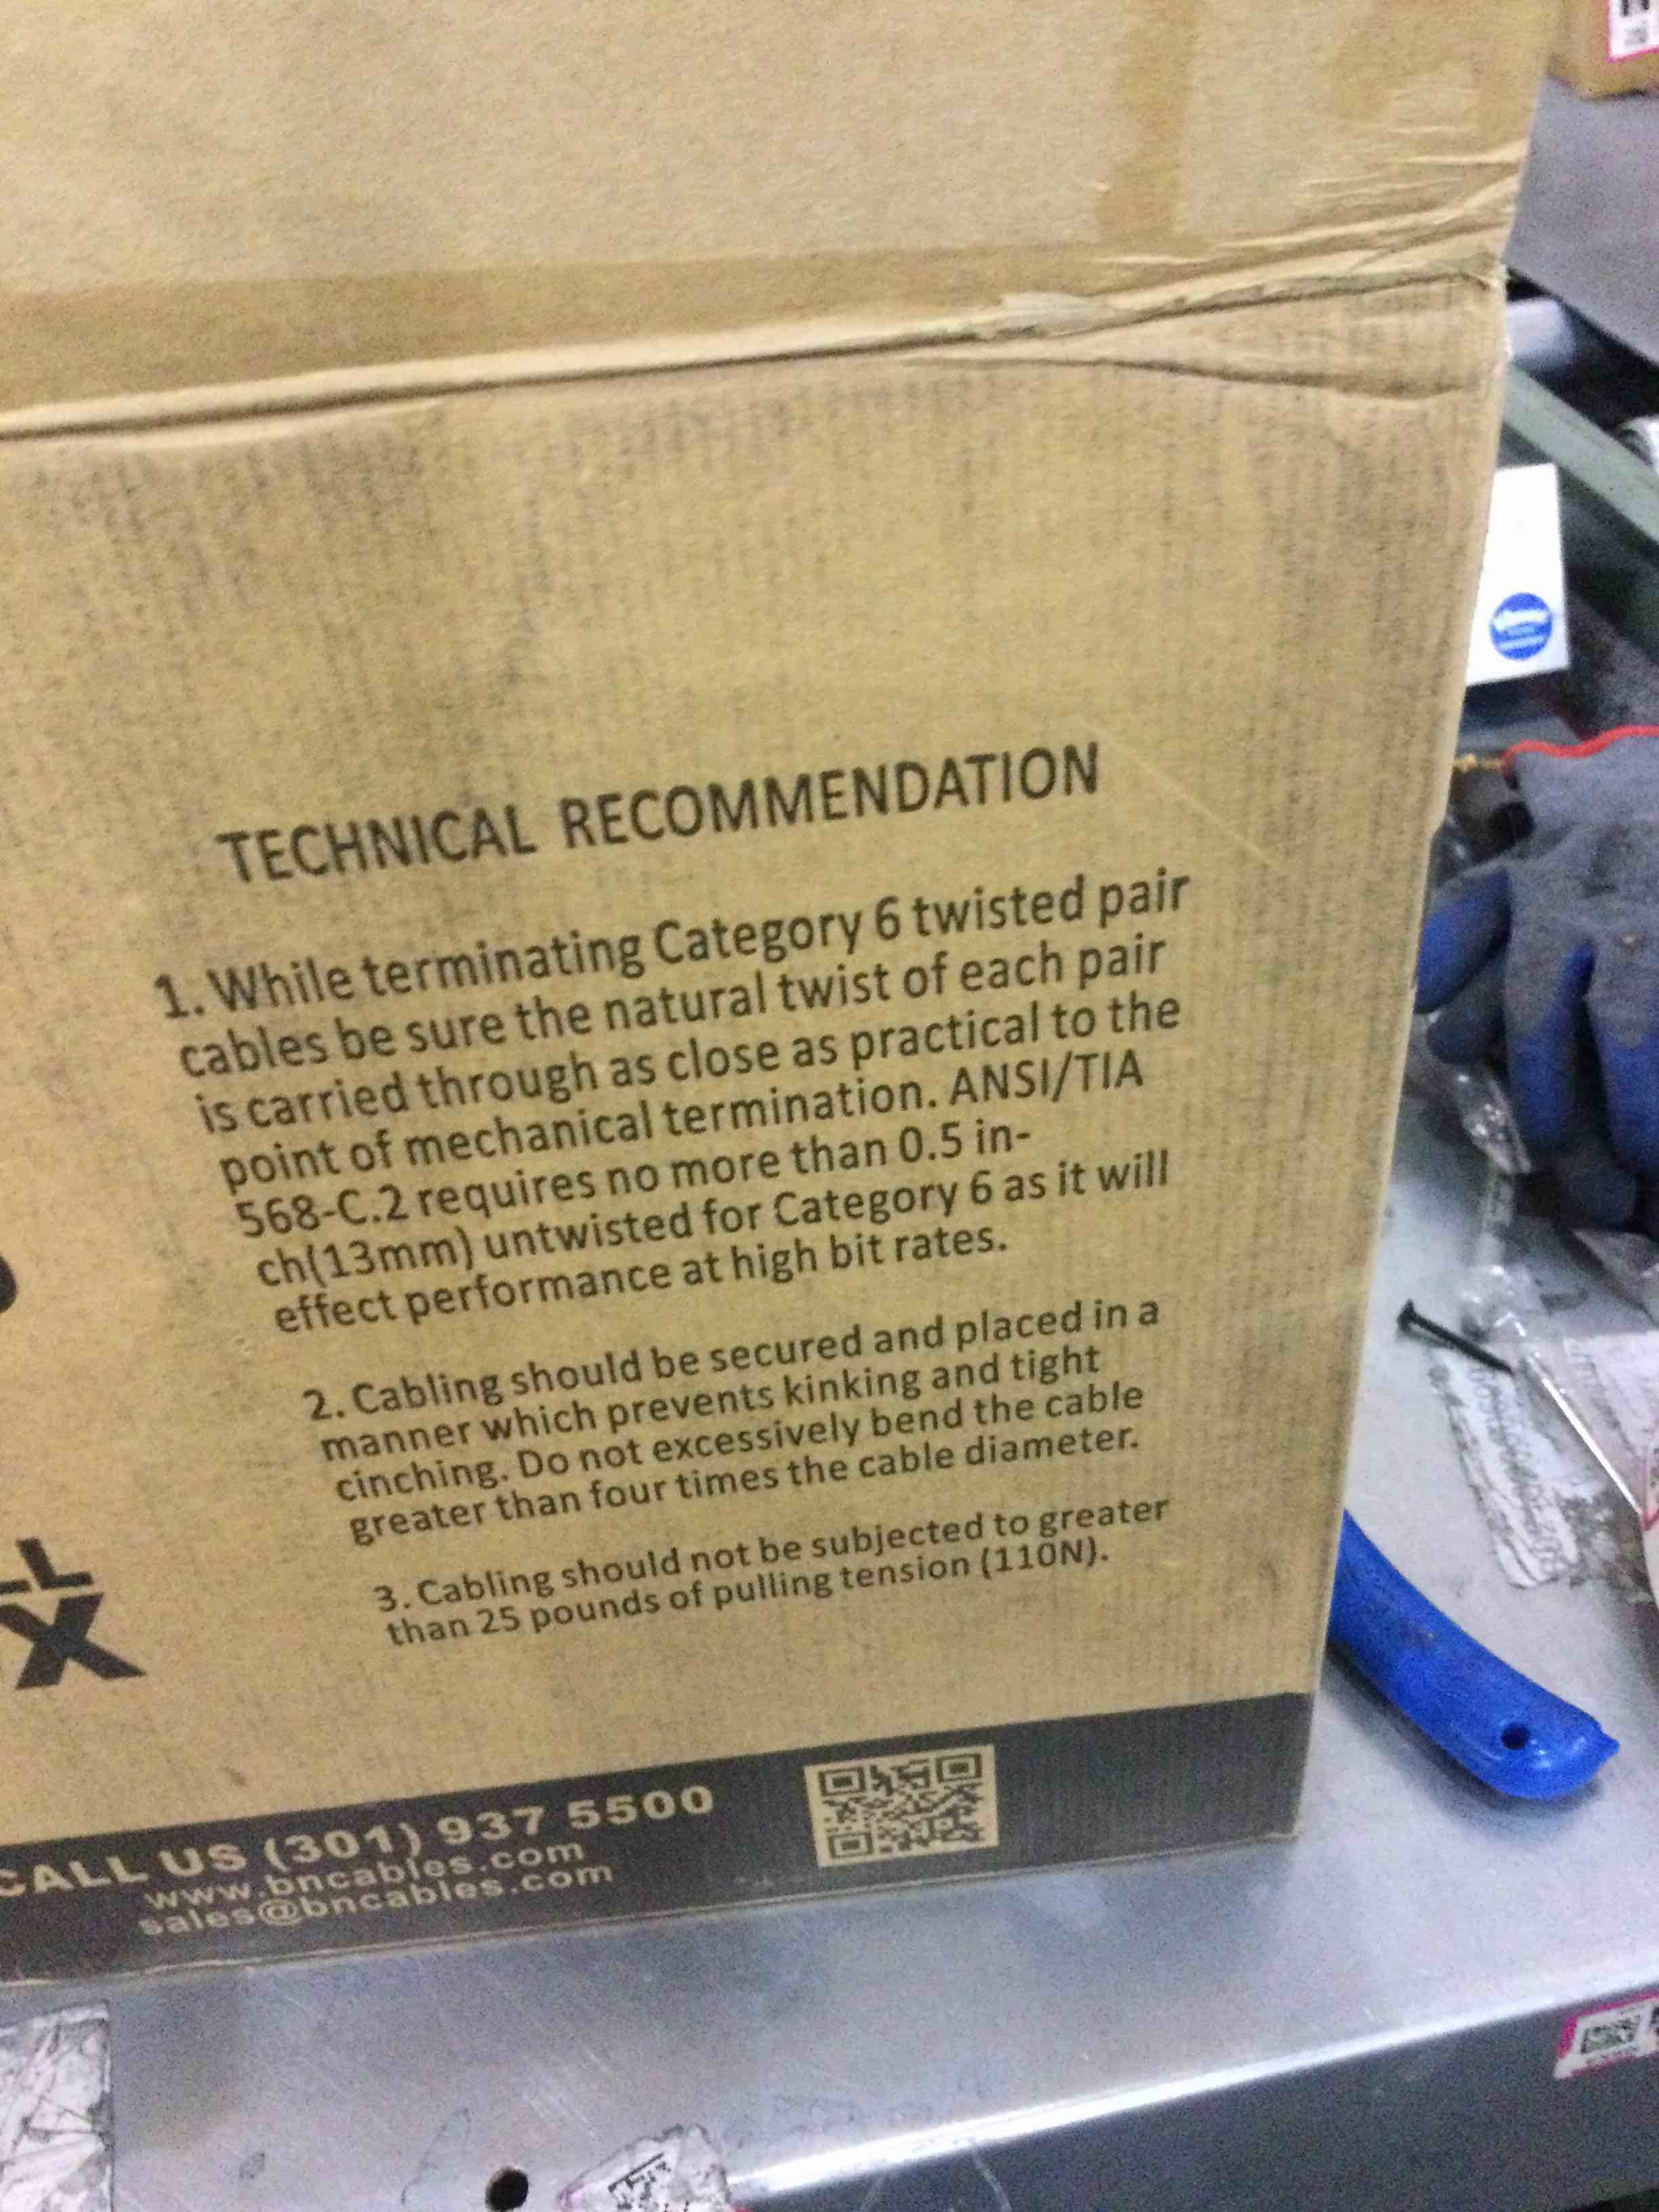 TECHNICAL RECOMMENDATION
1. While terminating Category 6 twisted pair
cables be sure the natural twist of each pair
is carried through as close as practical to the
point of mechanical termination. ANSI/TIA
568-C.2 requires no more than 0.5 in-
ch(13mm) untwisted for Category 6 as it will
effect performance at high bit rates.
2. Cabling should be secured and placed in a
manner which prevents kinking and tight
cinching. Do not excessively bend the cable
greater than four times the cable diameter.
3. Cabling should not be subjected to greater
than 25 pounds of pulling tension (110N).
LL
X
CALL US (301) 937 5500
www.bncables.com
sales@bncables.com